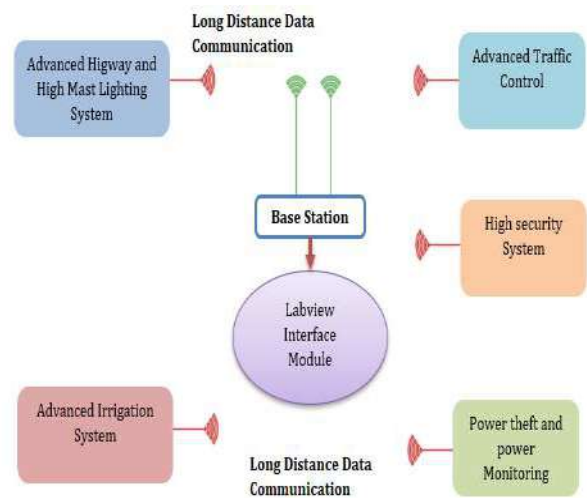 Long Distance Data
Communication
Advanced Higway and
High Mast Lighting
System
Advanced Traffic
Control
Base Station
High security
System
Labview
Interface
Module
Advanced Irrigation
System
Power theft and
power
Monitoring
Long Distance Data
Communication